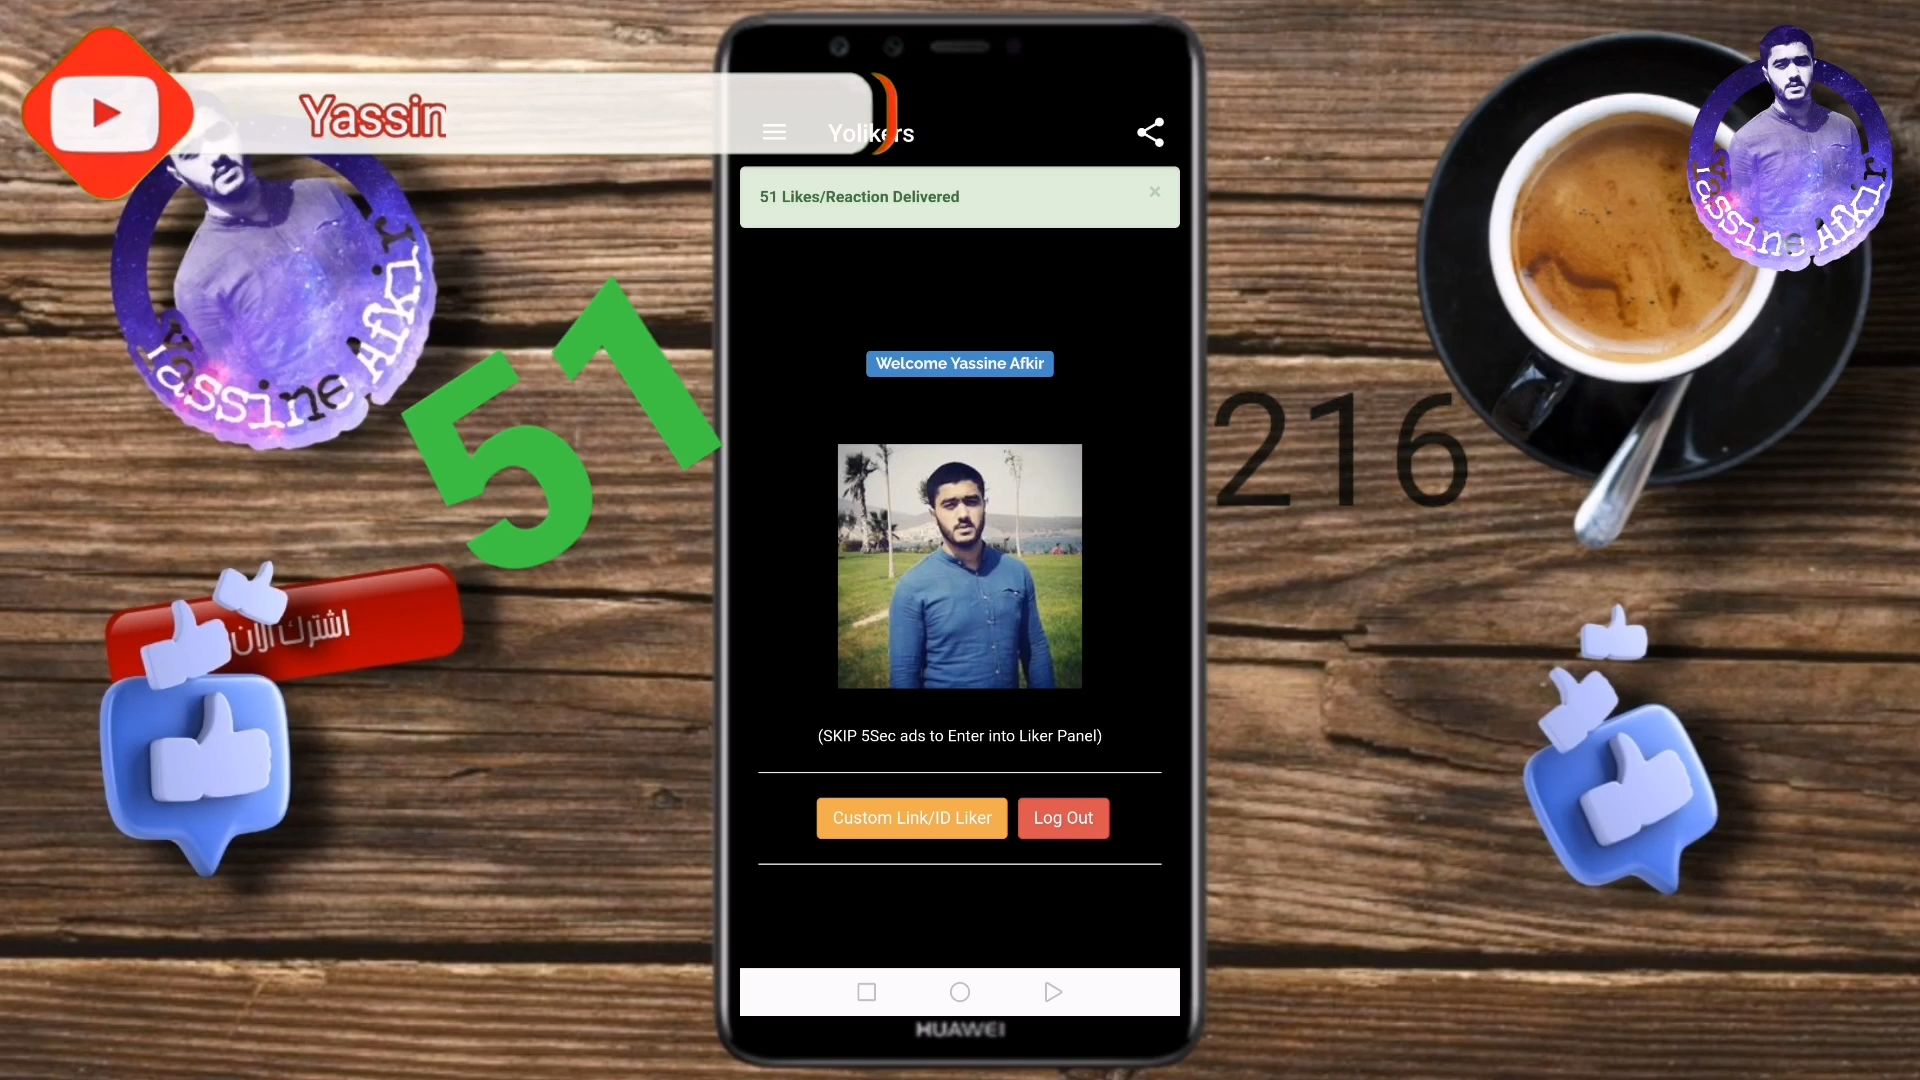 Yassin
Yolikers
51 Likes/Reaction Delivered
×
Yassine Afkir
Yassine Afkir
51
Welcome Yassine Afkir
216
اشترك الآن
(SKIP 5Sec ads to Enter into Liker Panel)
Custom Link/ID Liker
Log Out
HUAWEI